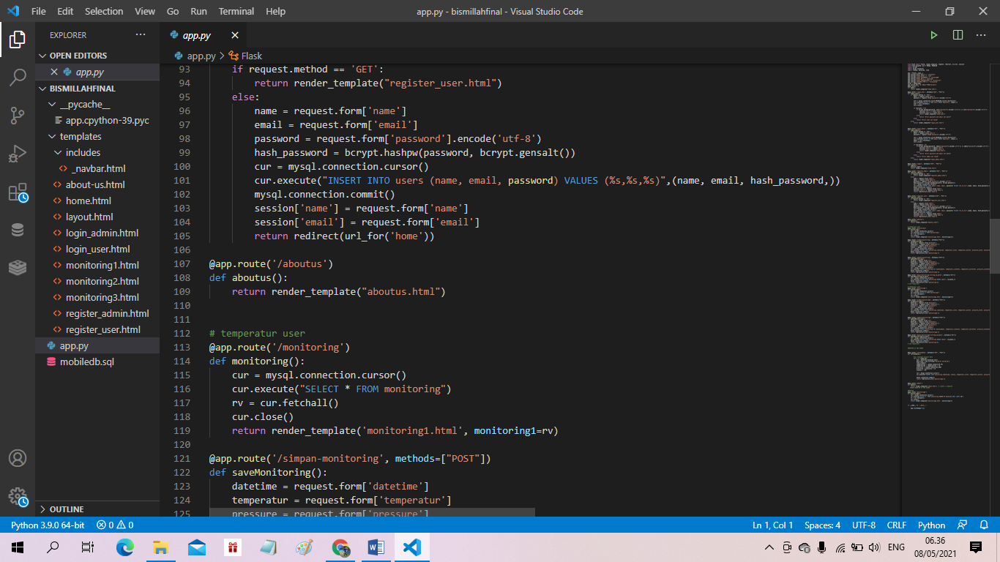 File Edit Selection View Go Run Terminal Help app.py - bismillahfinal - Visual Studio Code
EXPLORER
OPEN EDITORS
app.py
BISMILLAHFINAL
__pycache__
app.cpython-39.pyc
templates
includes
_navbar.html
about-us.html
home.html
layout.html
login_admin.html
login_user.html
monitoring1.html
monitoring2.html
monitoring3.html
register_admin.html
register_user.html
app.py
mobiledb.sql
OUTLINE
app.py
app.py > Flask
93 if request.method == 'GET':
94 return render_template("register_user.html")
95 else:
96 name = request.form['name']
97 email = request.form['email']
98 password = request.form['password'].encode('utf-8')
99 hash_password = bcrypt.hashpw(password, bcrypt.gensalt())
100 cur = mysql.connection.cursor()
101 cur.execute("INSERT INTO users (name, email, password) VALUES (%s,%s,%s)",(name, email, hash_password,))
102 mysql.connection.commit()
103 session['name'] = request.form['name']
104 session['email'] = request.form['email']
105 return redirect(url_for('home'))
106
107 @app.route('/aboutus')
108 def aboutus():
109 return render_template("aboutus.html")
110
111
112 # temperatur user
113 @app.route('/monitoring')
114 def monitoring():
115 cur = mysql.connection.cursor()
116 cur.execute("SELECT * FROM monitoring")
117 rv = cur.fetchall()
118 cur.close()
119 return render_template('monitoring1.html', monitoring1=rv)
120
121 @app.route('/simpan-monitoring', methods=["POST"])
122 def saveMonitoring():
123 datetime = request.form['datetime']
124 temperatur = request.form['temperatur']
125 pressure = request.form['pressure']
Python 3.9.0 64-bit 0 0 Ln 1, Col 1 Spaces: 4 UTF-8 CRLF Python
ENG 06.36
08/05/2021